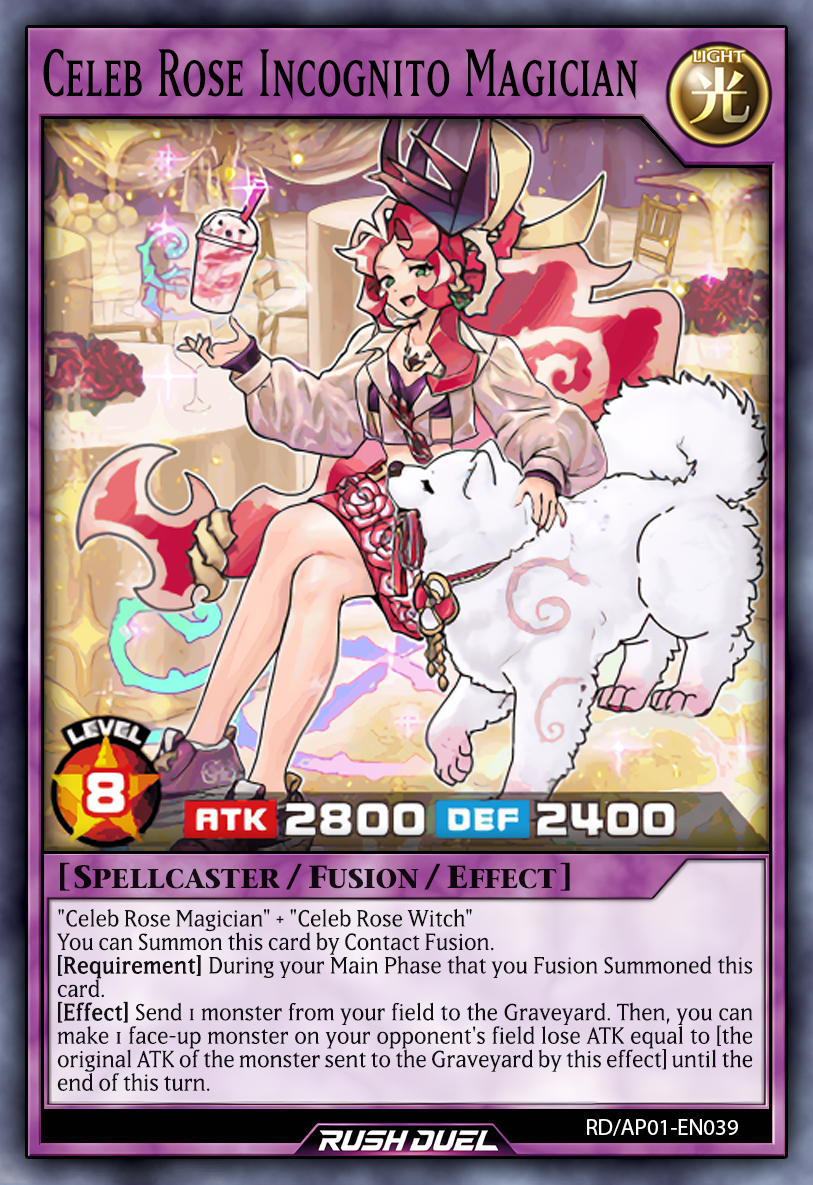 Celeb Rose Incognito Magician
LIGHT
光
LEVEL
8
ATK 2800 DEF 2400
[Spellcaster / Fusion / Effect]
"Celeb Rose Magician" + "Celeb Rose Witch"
You can Summon this card by Contact Fusion.
[Requirement] During your Main Phase that you Fusion Summoned this
card.
[Effect] Send 1 monster from your field to the Graveyard. Then, you can
make 1 face-up monster on your opponent's field lose ATK equal to [the
original ATK of the monster sent to the Graveyard by this effect] until the
end of this turn.
RD/AP01-EN039
RUSH DUEL